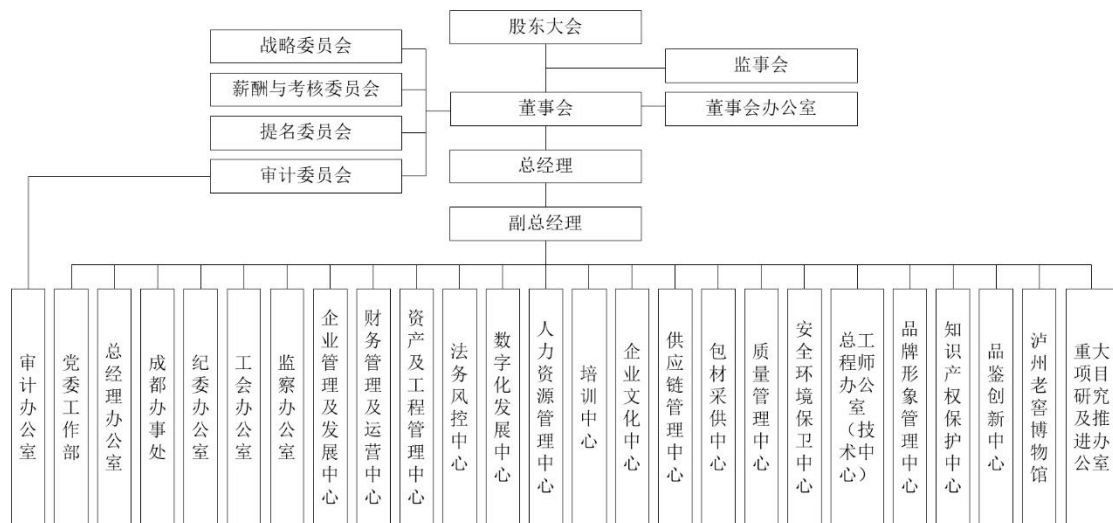 股东大会
战略委员会
监事会
薪酬与考核委员会
董事会
董事会办公室
提名委员会
总经理
审计委员会
副总经理
审计办公室
党委工作部
总经理办公室
成都办事处
纪委办公室
工会办公室
监察办公室
企业管理及发展中心
财务管理及运营中心
资产及工程管理中心
法务风控中心
数字化发展中心
人力资源管理中心
培训中心
企业文化中心
供应链管理中心
包材采供中心
质量管理中心
安全环境保卫中心
总工程师办公室（技术中心）
品牌形象管理中心
知识产权保护中心
品鉴创新中心
泸州老窖博物馆
重大项目研究及推进办公室